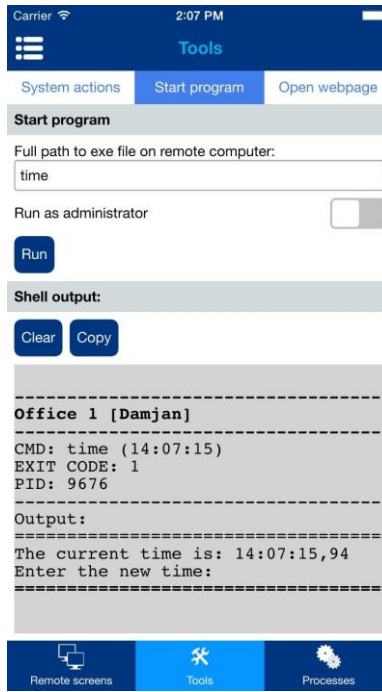 Carrier 2:07 PM
Tools
System actions Start program Open webpage
Start program
Full path to exe file on remote computer:
time
Run as administrator
Run
Shell output:
Clear Copy
-----------------------------------
Office 1 [Damjan]
-----------------------------------
CMD: time (14:07:15)
EXIT CODE: 1
PID: 9676
-----------------------------------
Output:
===================================
The current time is: 14:07:15,94
Enter the new time:
===================================
Remote screens Tools Processes